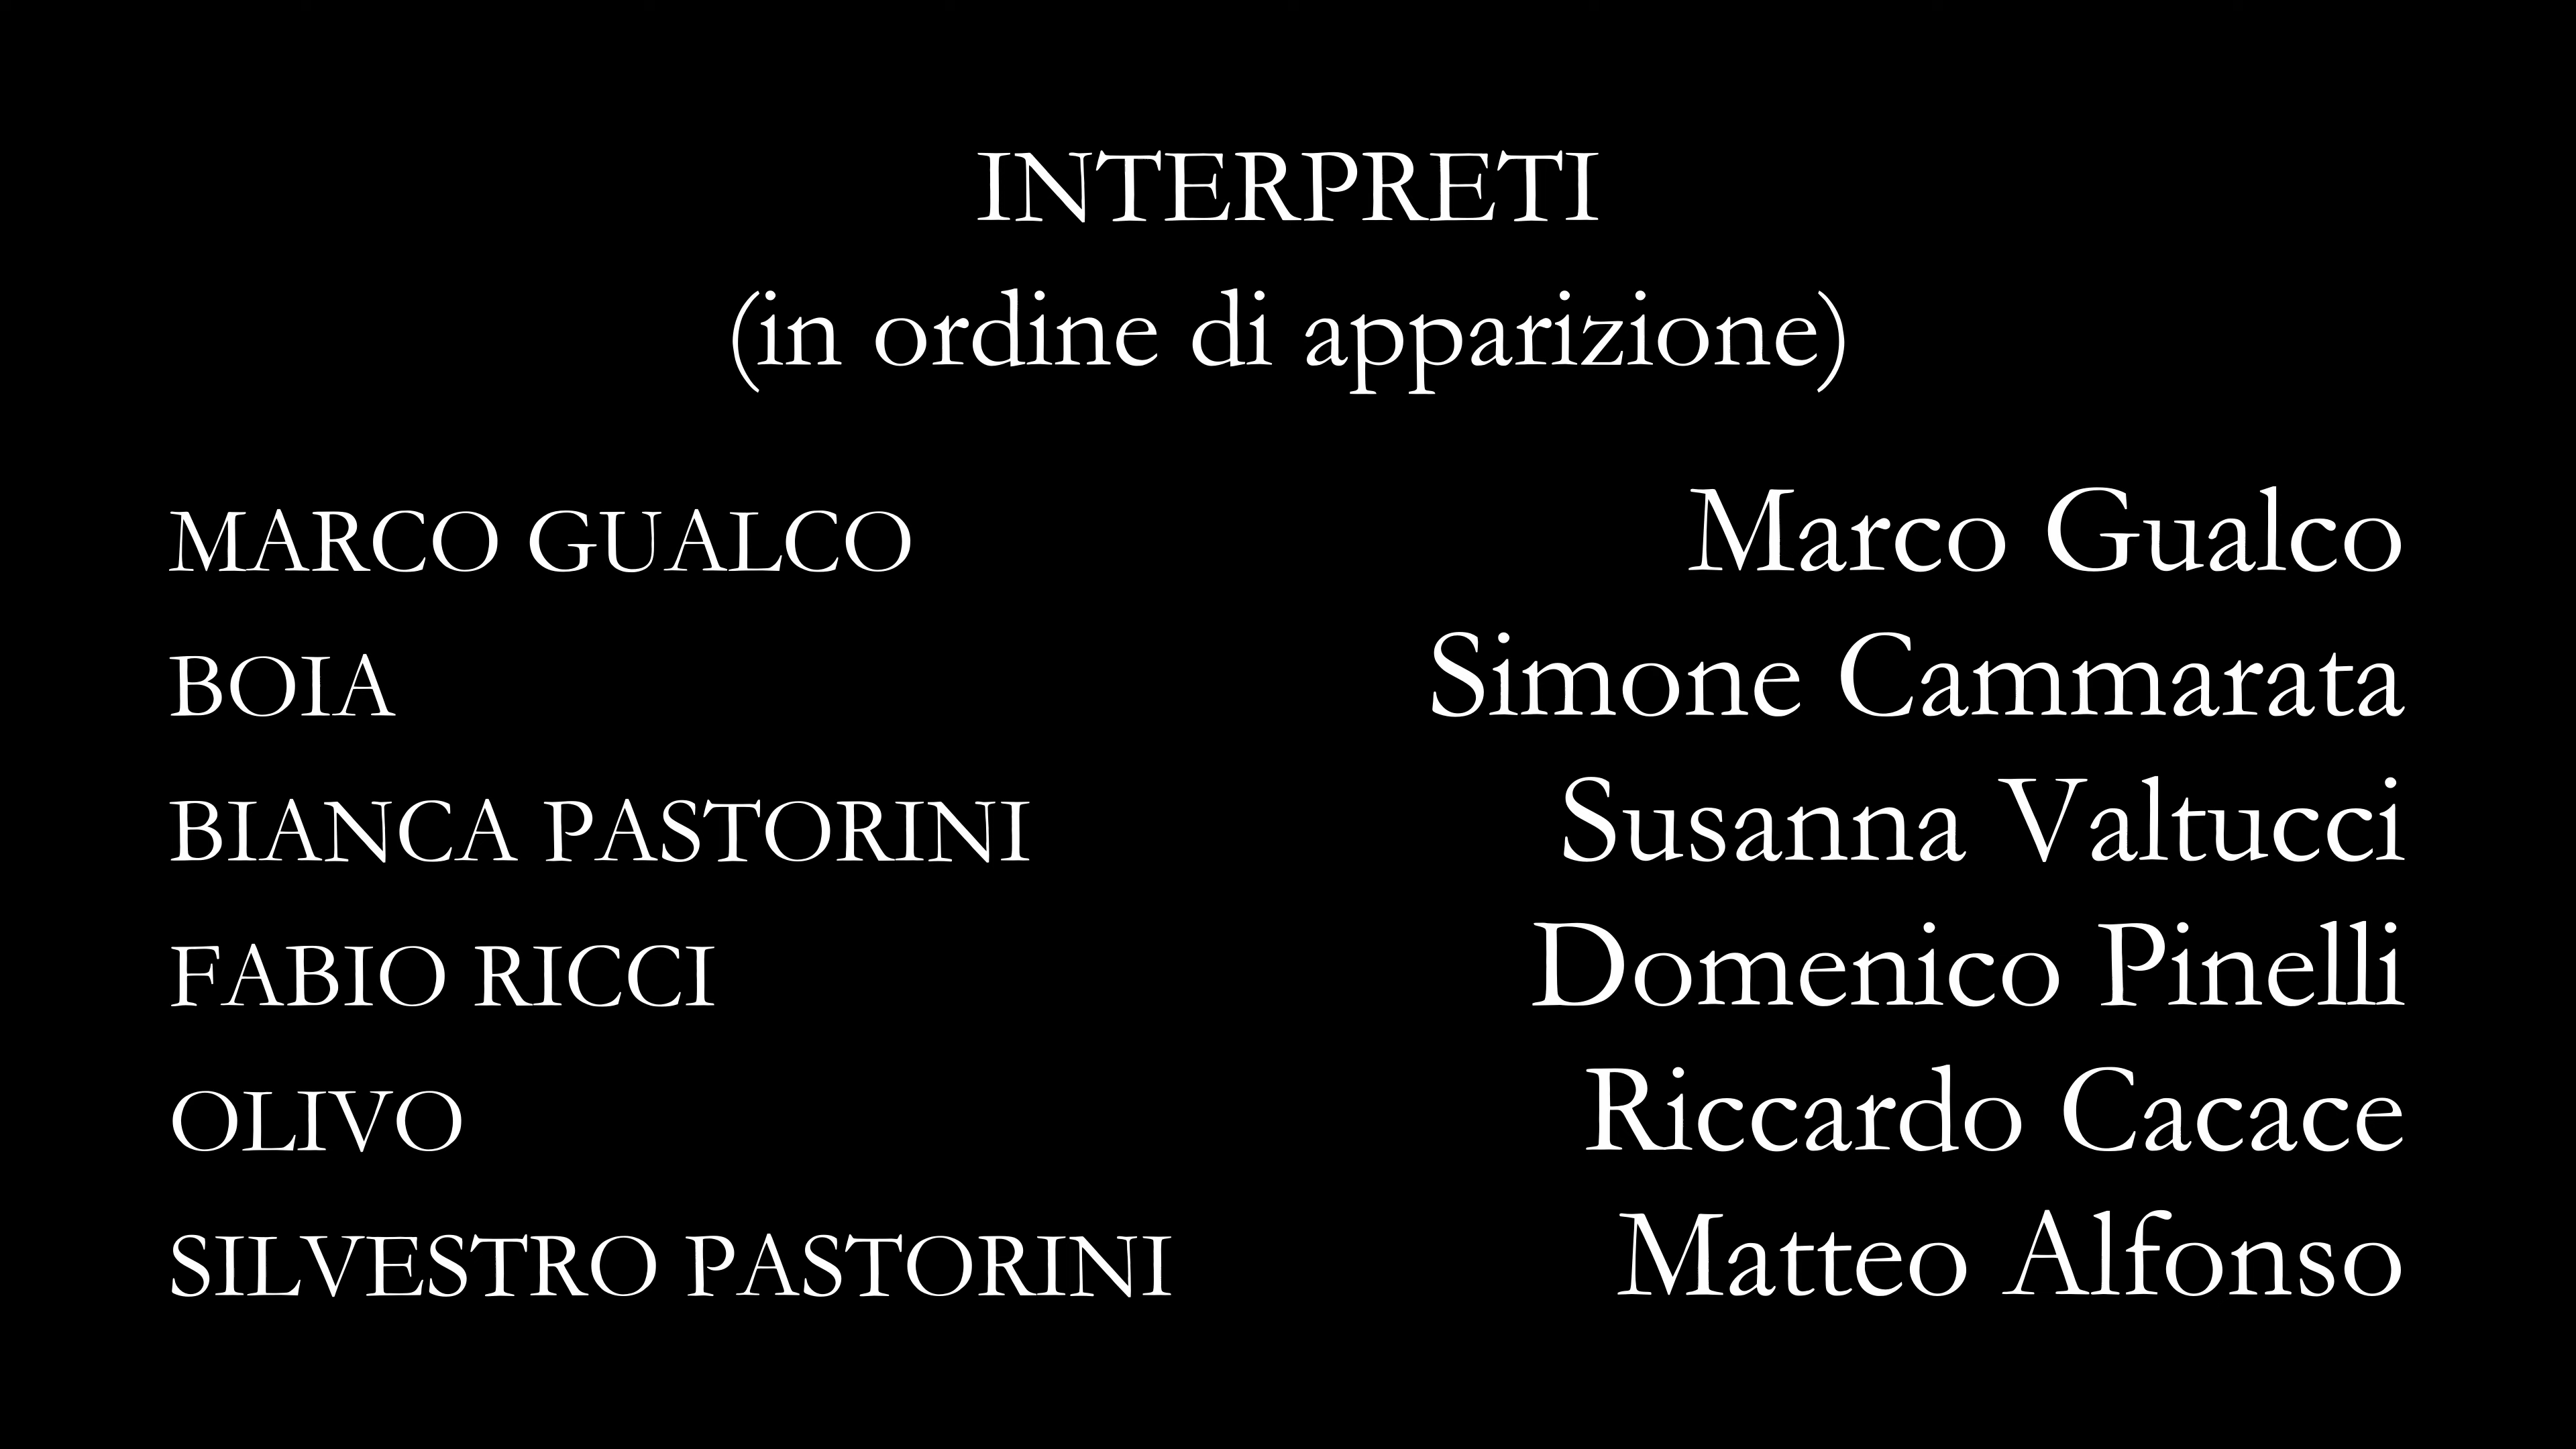 INTERPRETI
(in ordine di apparizione)
MARCO GUALCO Marco Gualco
BOIA Simone Cammarata
BIANCA PASTORINI Susanna Valtucci
FABIO RICCI Domenico Pinelli
OLIVO Riccardo Cacace
SILVESTRO PASTORINI Matteo Alfonso